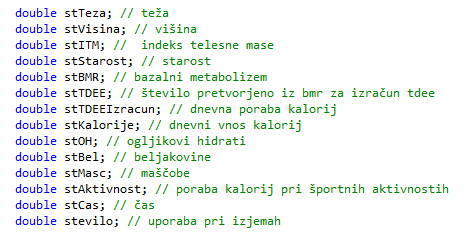 double stTeza; // teža
double stVisina; // višina
double stITM; //  indeks telesne mase
double stStarost; // starost
double stBMR; // bazalni metabolizem
double stTDEE; // število pretvorjeno iz bmr za izračun tdee
double stTDEEIzracun; // dnevna poraba kalorij
double stKalorije; // dnevni vnos kalorij
double stOH; // ogljikovi hidrati
double stBel; // beljakovine
double stMasc; // maščobe
double stAktivnost; // poraba kalorij pri športnih aktivnostih
double stCas; // čas
double stevilo; // uporaba pri izjemah